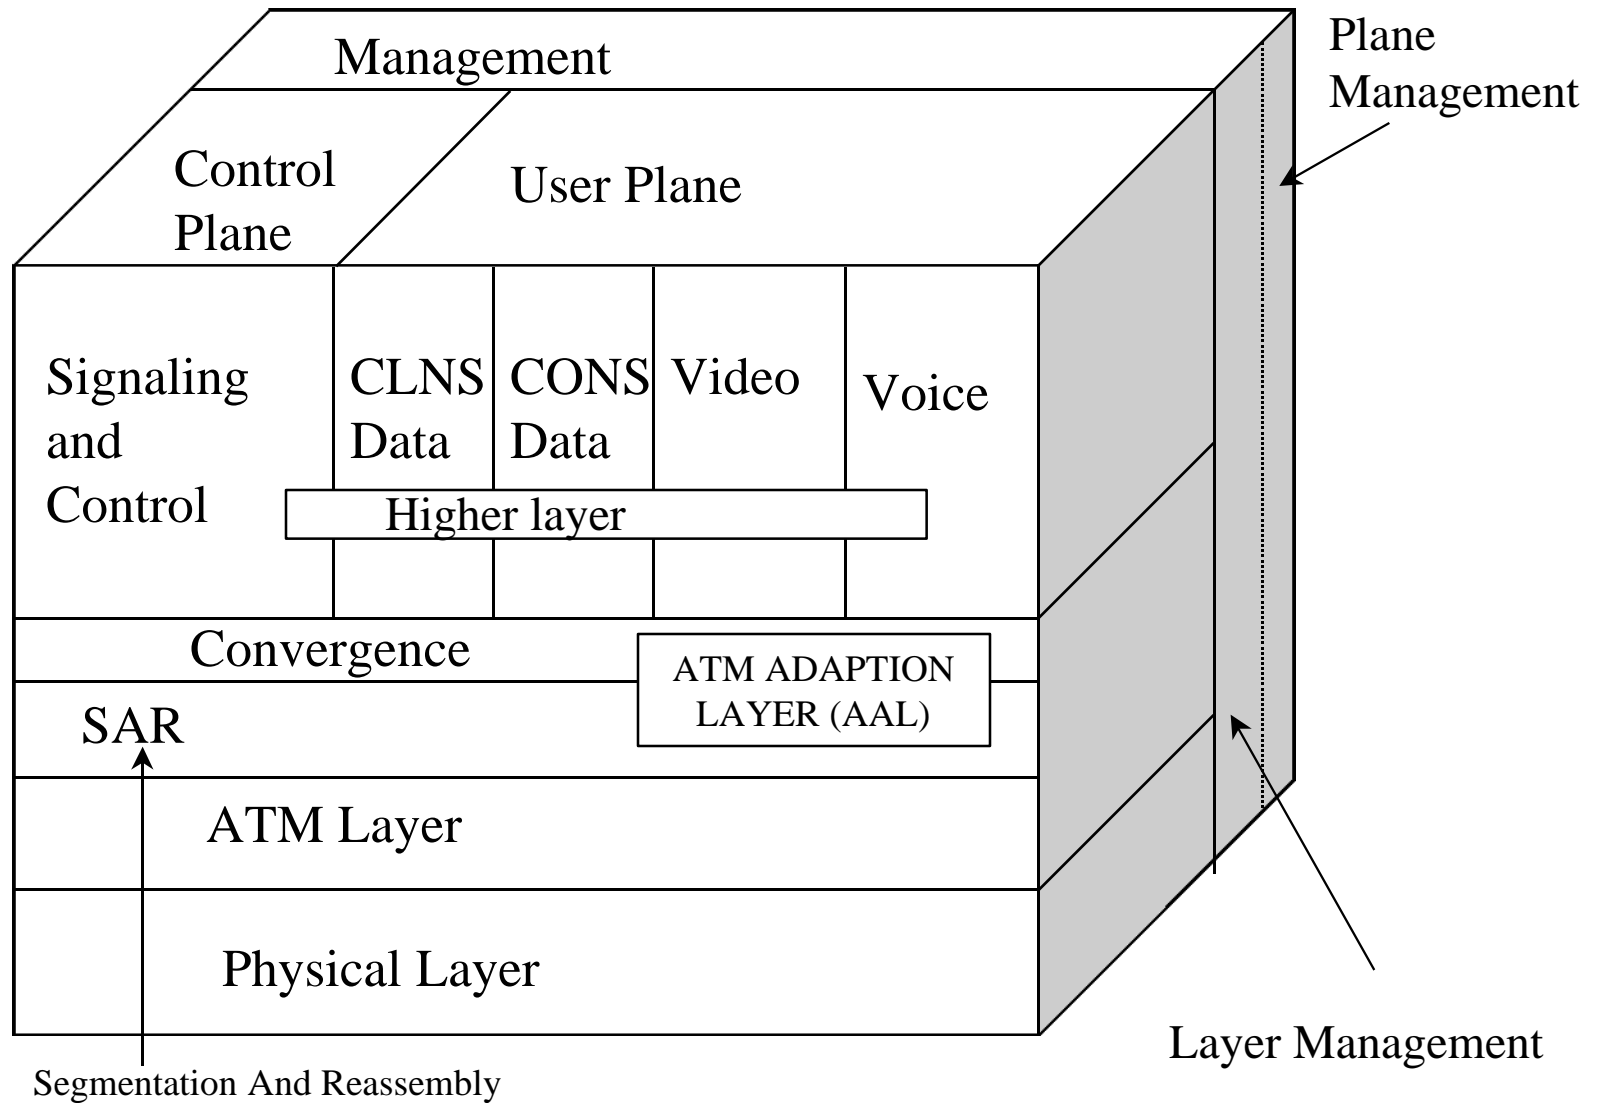 Plane
Management
Management
Control
Plane
User Plane
Signaling
and
Control
CLNS
Data
CONS
Data
Video
Voice
Higher layer
Convergence
ATM ADAPTION
LAYER (AAL)
SAR
ATM Layer
Physical Layer
Layer Management
Segmentation And Reassembly